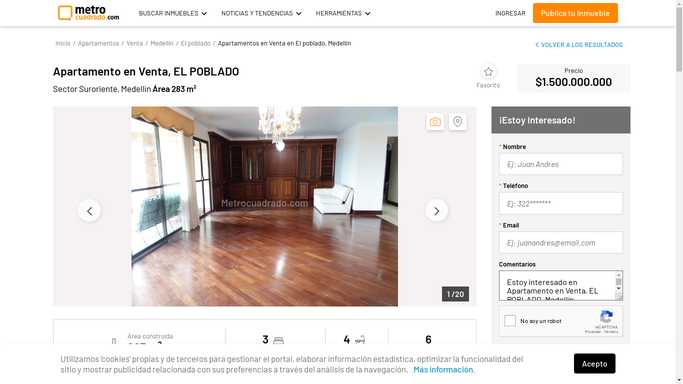 metro
cuadrado.com
BUSCAR INMUEBLES
NOTICIAS Y TENDENCIAS
HERRAMIENTAS
INGRESAR
Publica tu Inmueble
Inicio / Apartamentos / Venta / Medellin / El poblado / Apartamentos en Venta en El poblado, Medellin
VOLVER A LOS RESULTADOS
Apartamento en Venta, EL POBLADO
Sector Suroriente, Medellin Área 283 m²
Favorito
Precio
$1.500.000.000
Metrocuadrado.com
1 / 20
¡Estoy Interesado!
* Nombre
Ej: Juan Andres
* Teléfono
Ej: 322*******
* Email
Ej: juanandres@email.com
Comentarios
Estoy interesado en
Apartamento en Venta, EL
POBLADO, Medellin
No soy un robot
reCAPTCHA
Privacidad - Términos
Área construida
3
4
6
Utilizamos 'cookies' propias y de terceros para gestionar el portal, elaborar información estadística, optimizar la funcionalidad del
sitio y mostrar publicidad relacionada con sus preferencias a través del análisis de la navegación. Más información.
Acepto